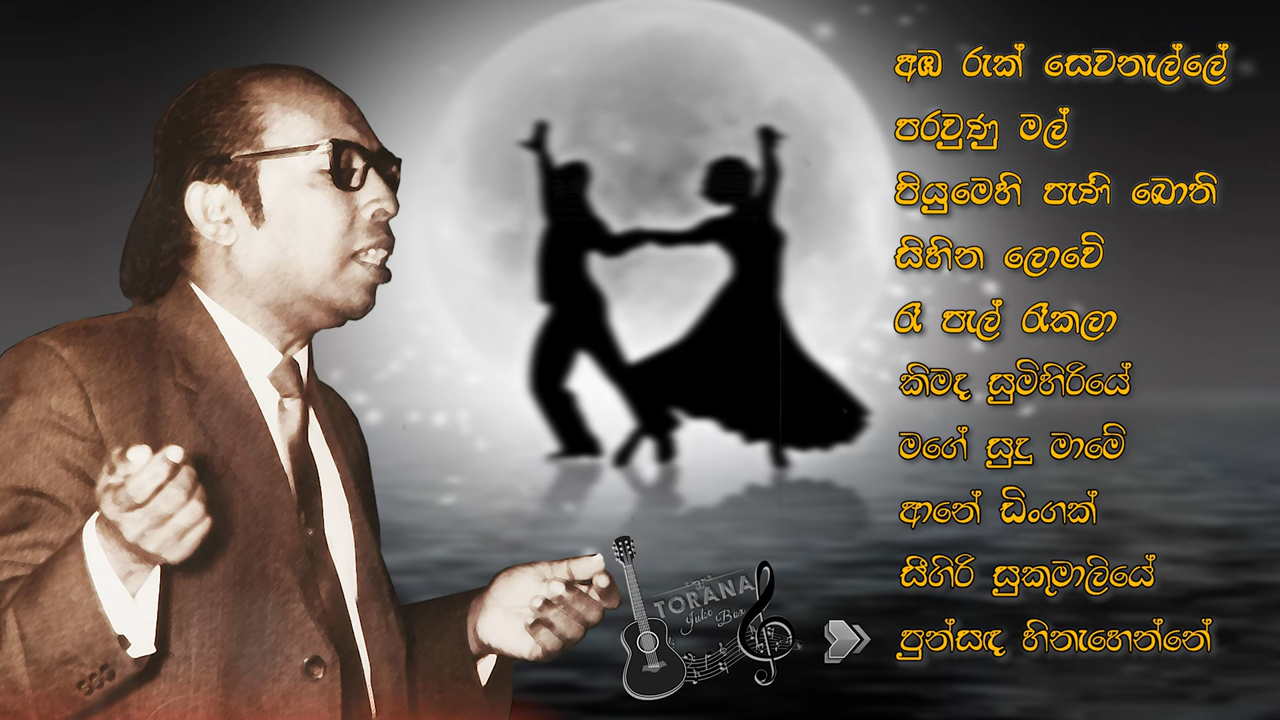 අඹ රුක් සෙවනැල්ලේ
පරවුණු මල්
පියුමෙහි පැණි බොති
සිහින ලොවේ
රෑ පැල් රැකලා
කිමද සුමිහිරියේ
මගේ සුදු මාමේ
ආනේ ඩිංගක්
සීගිරි සුකුමාලියේ
පුන්සඳ හිනැහෙන්නේ
TORANA
Juke Box